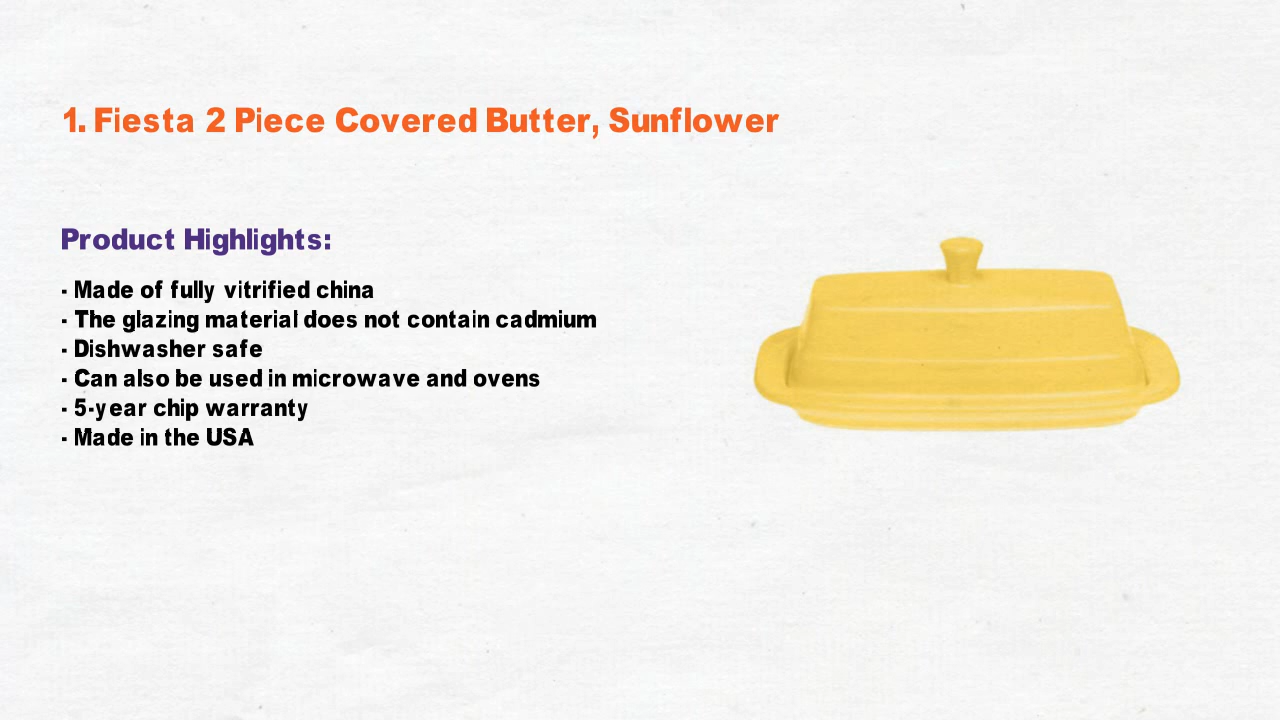 1. Fiesta 2 Piece Covered Butter, Sunflower
Product Highlights:
- Made of fully vitrified china
- The glazing material does not contain cadmium
- Dishwasher safe
- Can also be used in microwave and ovens
- 5-year chip warranty
- Made in the USA